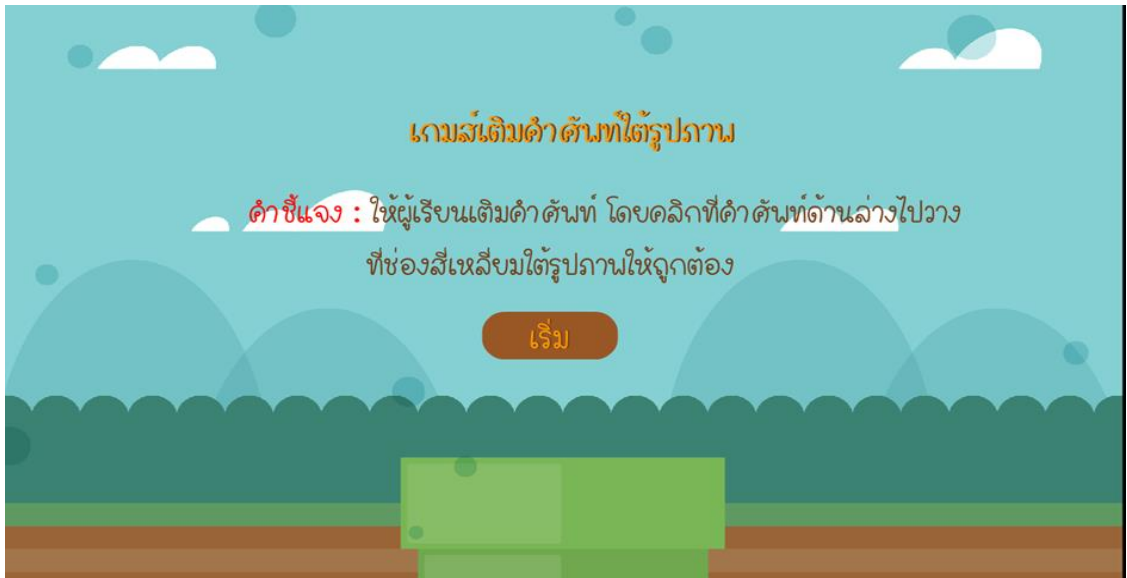 เกมส์เติมคำศัพท์ใต้รูปภาพ
คำชี้แจง : ให้ผู้เรียนเติมคำศัพท์ โดยคลิกที่คำศัพท์ด้านล่างไปวาง
ที่ช่องสี่เหลี่ยมใต้รูปภาพให้ถูกต้อง
เริ่ม